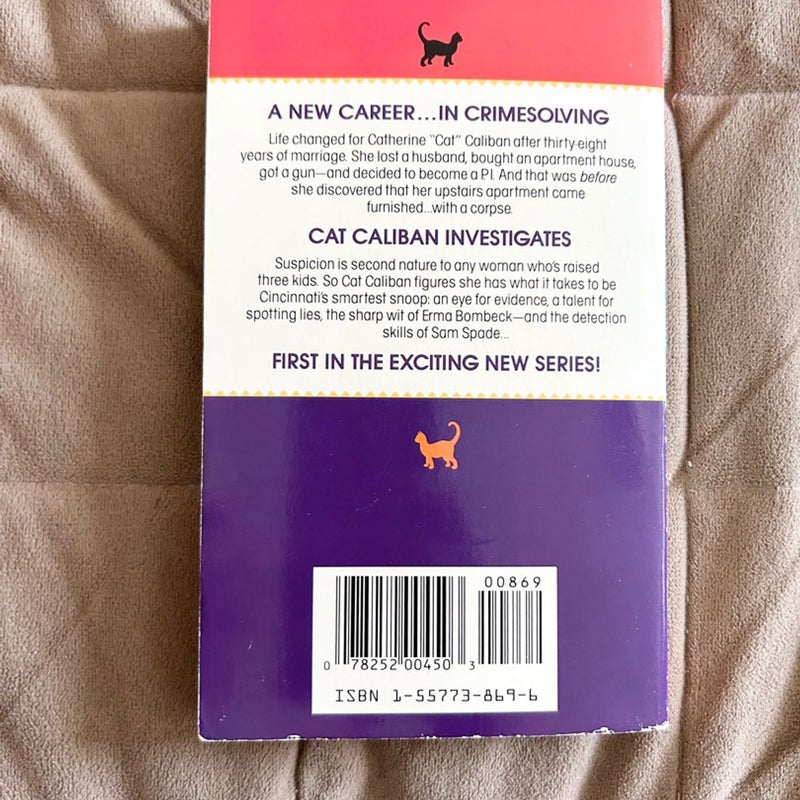 A NEW CAREER...IN CRIMESOLVING
Life changed for Catherine "Cat" Caliban after thirty-eight
years of marriage. She lost a husband, bought an apartment house,
got a gun—and decided to become a PI. And that was before
she discovered that her upstairs apartment came
furnished...with a corpse.
CAT CALIBAN INVESTIGATES
Suspicion is second nature to any woman who's raised
three kids. So Cat Caliban figures she has what it takes to be
Cincinnati's smartest snoop: an eye for evidence, a talent for
spotting lies, the sharp wit of Erma Bombeck—and the detection
skills of Sam Spade...
FIRST IN THE EXCITING NEW SERIES!
00869
0 78252 00450 3
ISBN 1-55773-869-6